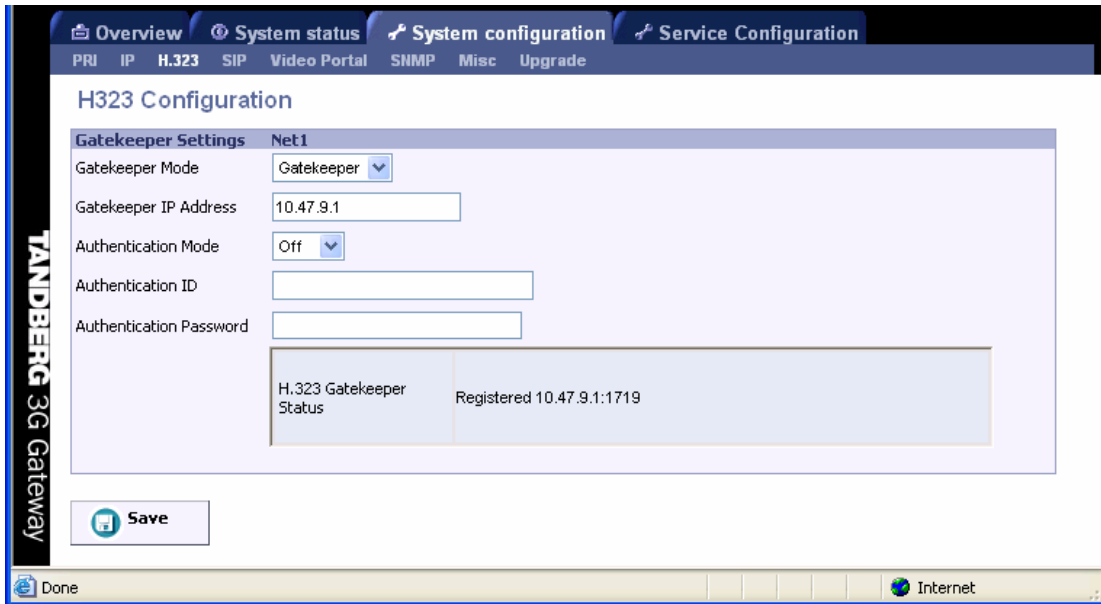 Overview System status System configuration Service Configuration
PRI IP H.323 SIP Video Portal SNMP Misc Upgrade
H323 Configuration
Gatekeeper Settings Net1
Gatekeeper Mode Gatekeeper
Gatekeeper IP Address 10.47.9.1
Authentication Mode Off
Authentication ID
Authentication Password
H.323 Gatekeeper
Status
Registered 10.47.9.1:1719
TANDBERG 3G Gateway
Save
Done Internet